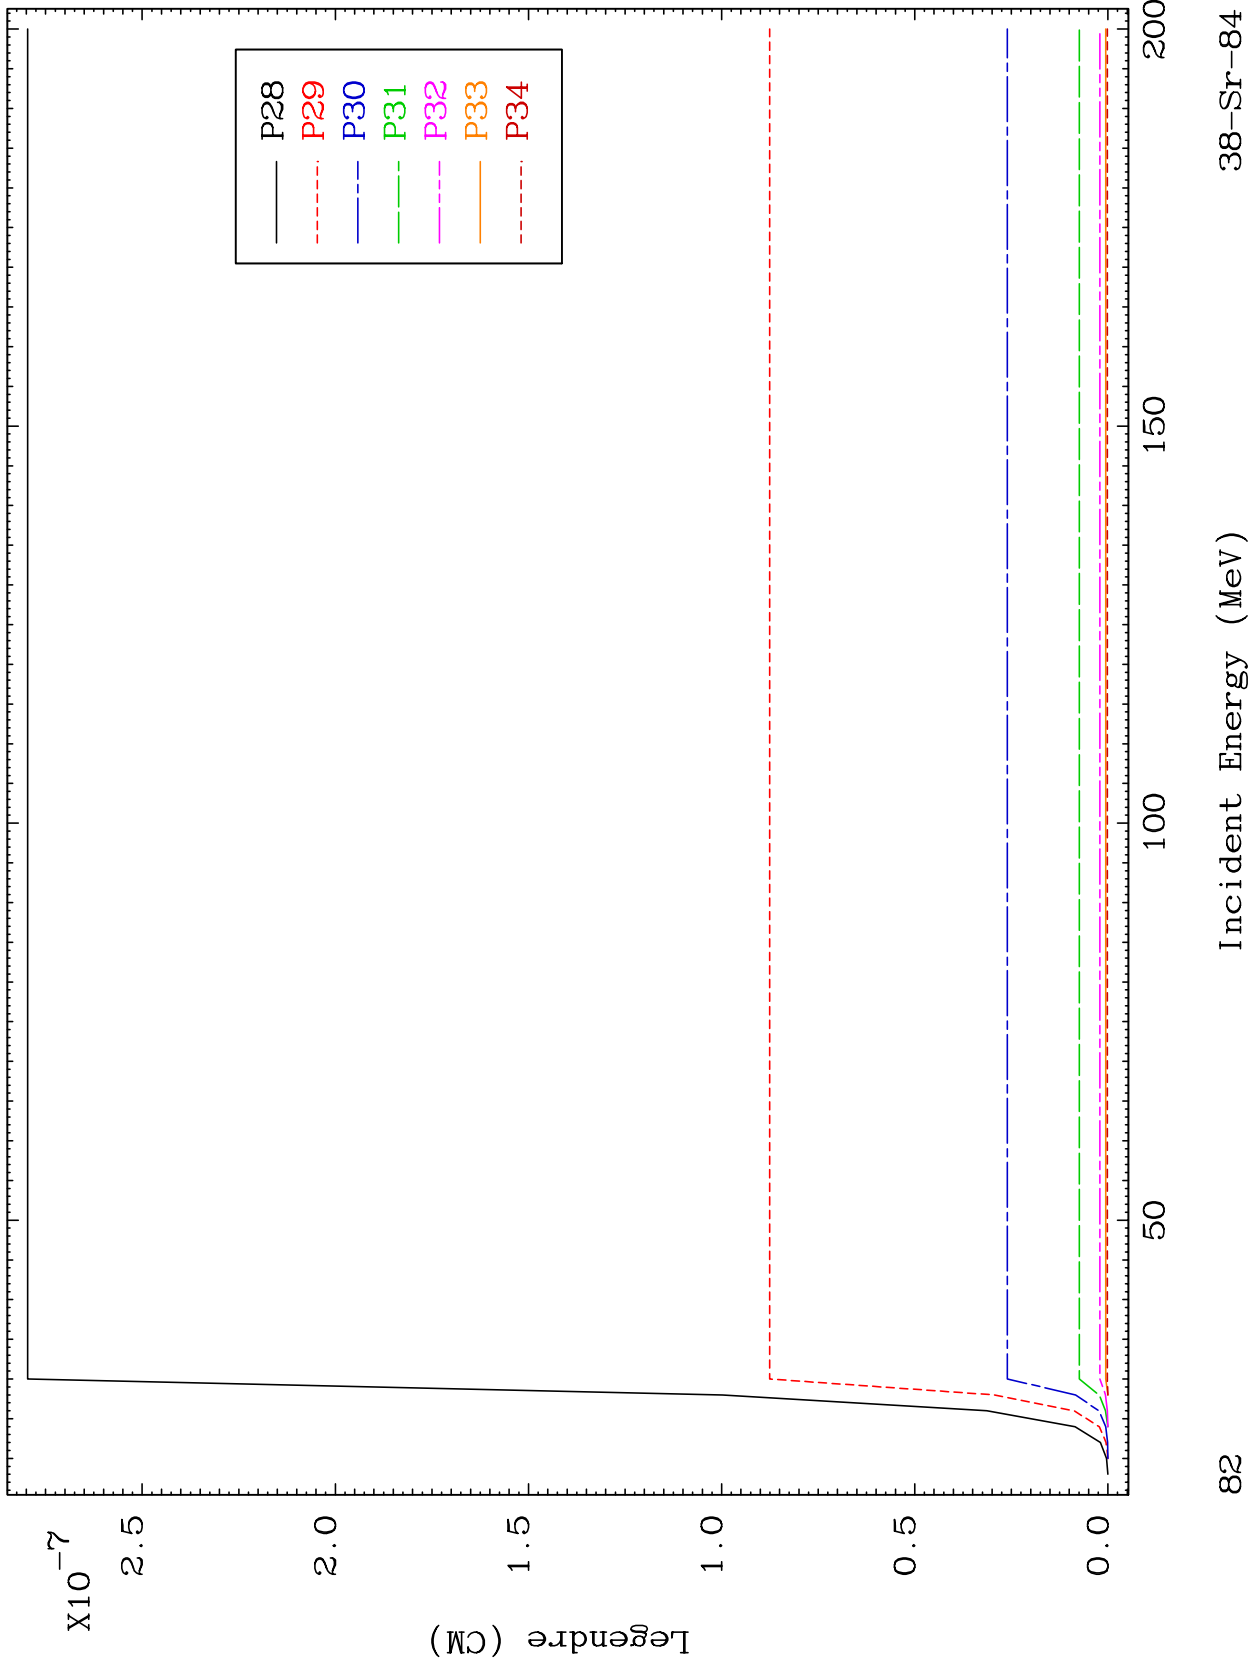 X10-7
2.5
2.0
1.5
1.0
0.5
0.0
Legendre (CM)
P28
P29
P30
P31
P32
P33
P34
50
100
150
200
82
Incident Energy (MeV)
38-Sr-84